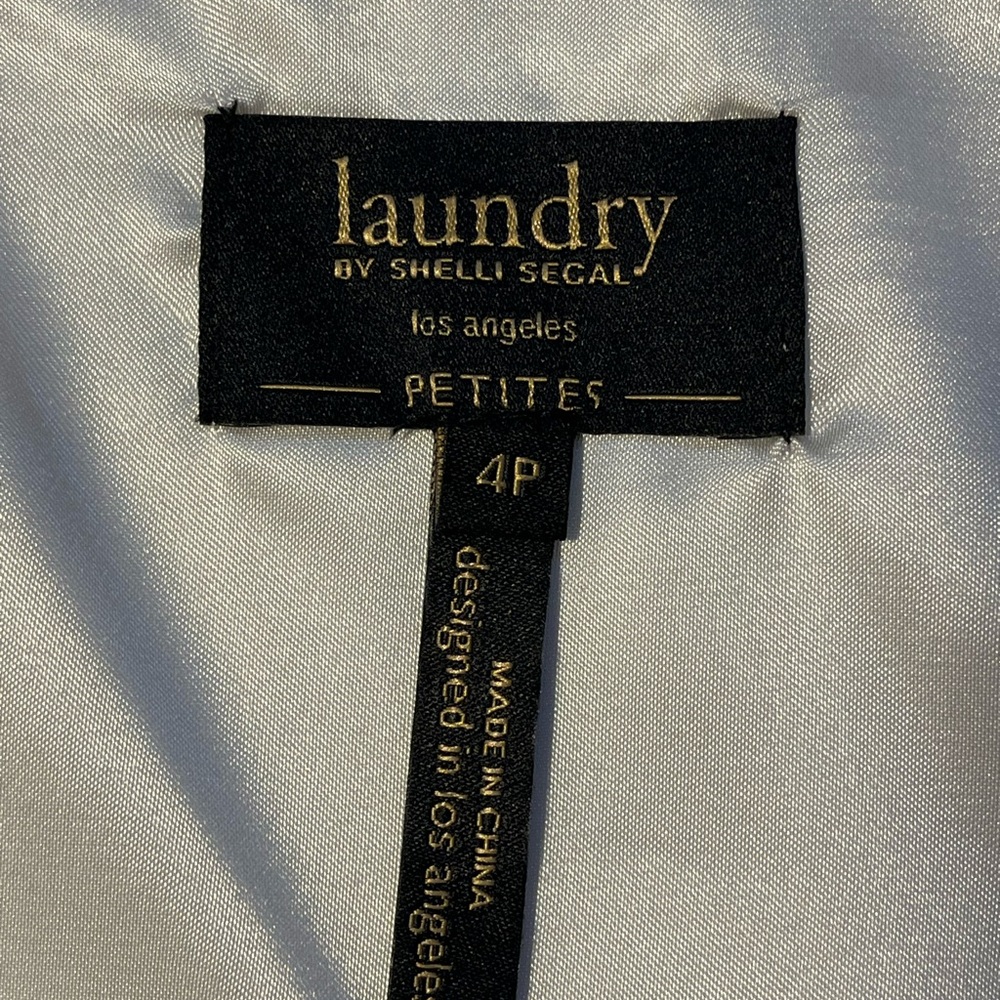 laundry
BY SHELLI SEGAL
los angeles
PETITES
4P
MADE IN CHINA
designed in los angeles